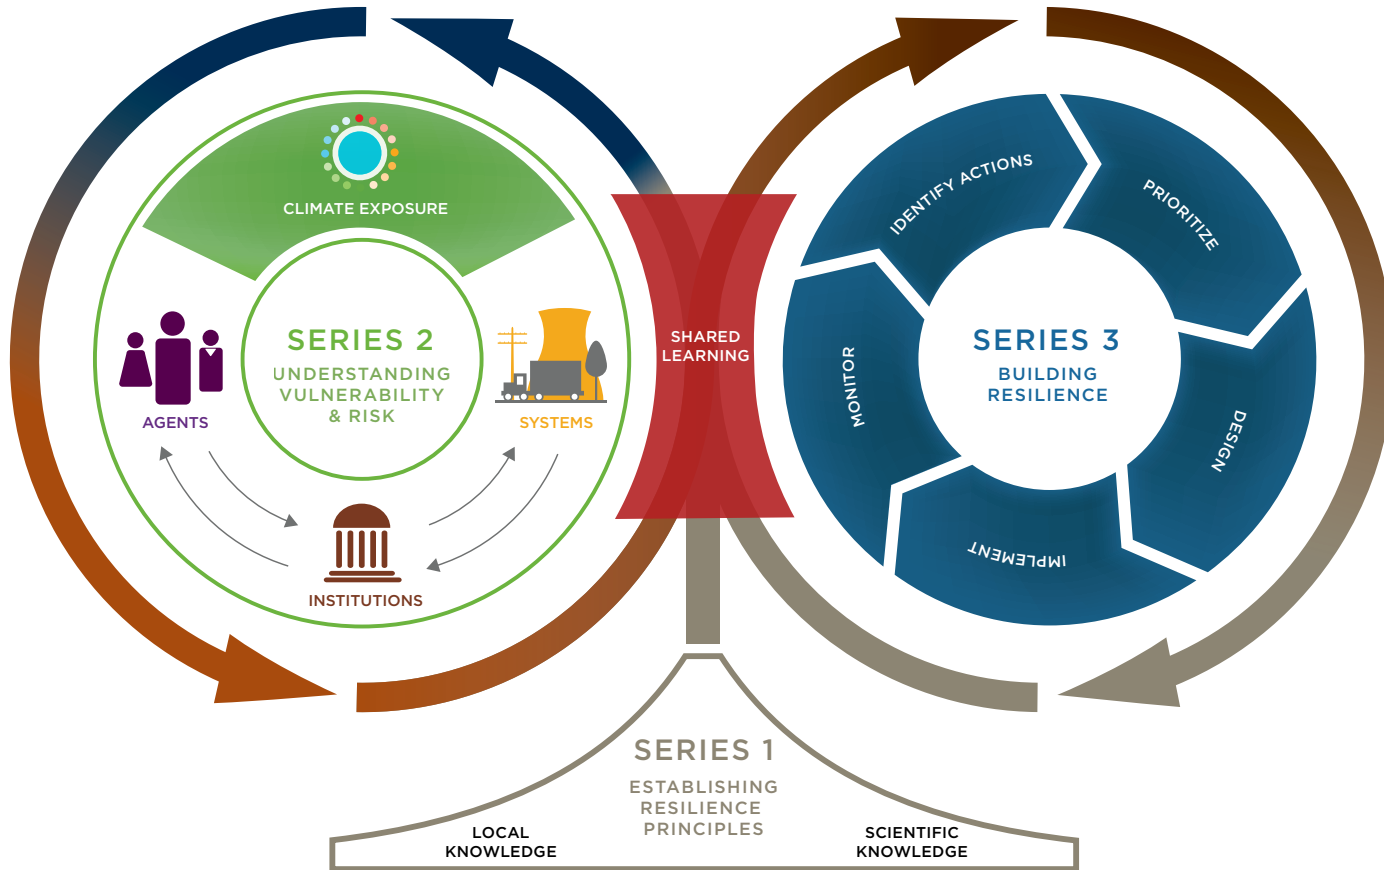 CLIMATE EXPOSURE
SERIES 2
UNDERSTANDING
VULNERABILITY
& RISK
AGENTS
SYSTEMS
INSTITUTIONS
SHARED
LEARNING
IDENTIFY ACTIONS
PRIORITIZE
DESIGN
IMPLEMENT
MONITOR
SERIES 3
BUILDING
RESILIENCE
SERIES 1
ESTABLISHING
RESILIENCE
PRINCIPLES
LOCAL
KNOWLEDGE
SCIENTIFIC
KNOWLEDGE